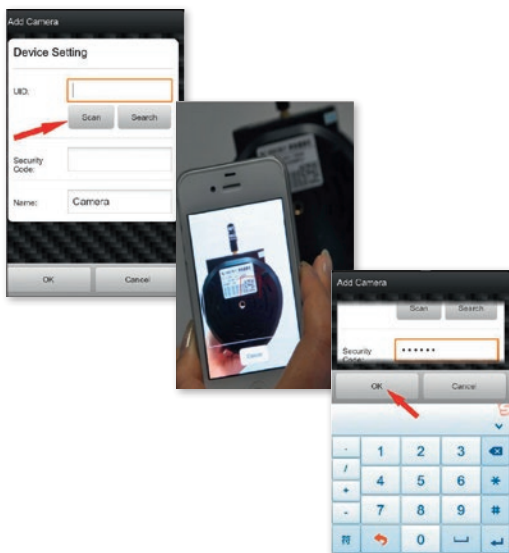 Add Camera
Device Setting
UID:
Scan Search
Security
Code:
Name: Camera
OK Cancel
Cancel
Add Camera
Scan Search
Security
Code:
••••••
OK Cancel
. 1 2 3
/ 4 5 6 *
+
- 7 8 9 #
符 0